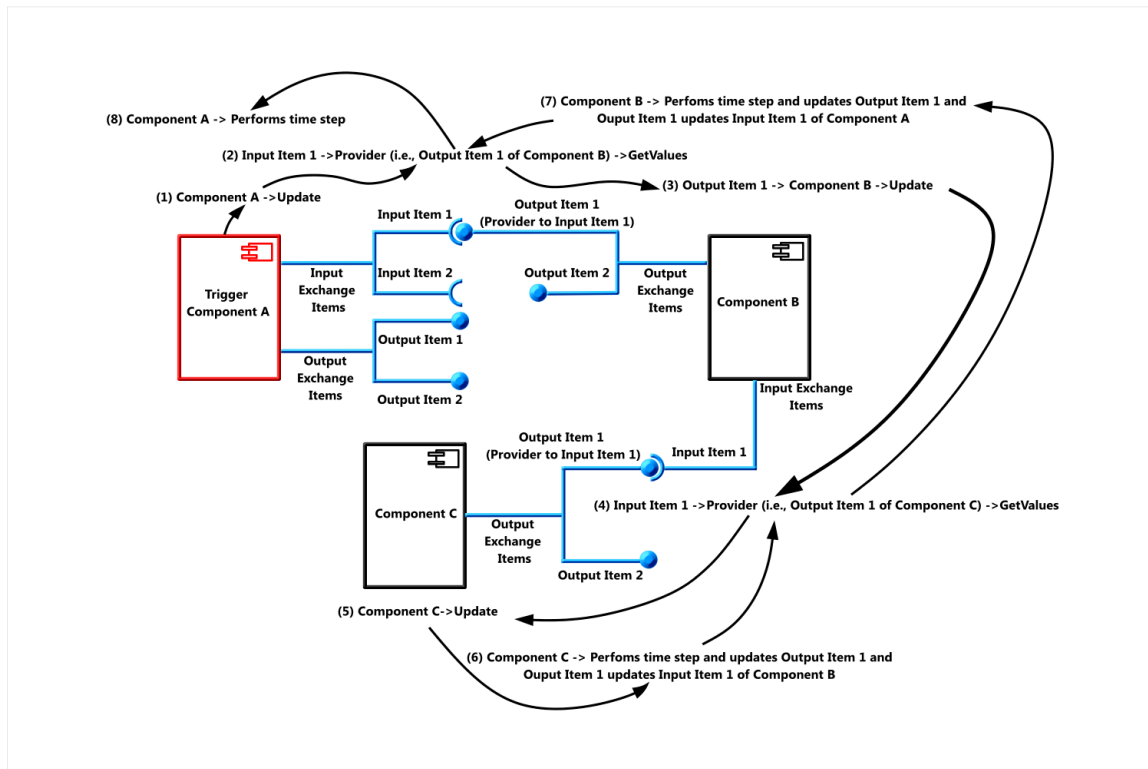 (7) Component B -> Perfoms time step and updates Output Item 1 and
Ouput Item 1 updates Input Item 1 of Component A
(8) Component A -> Performs time step
(2) Input Item 1 ->Provider (i.e., Output Item 1 of Component B) ->GetValues
(3) Output Item 1 -> Component B ->Update
(1) Component A ->Update
Input Item 1
Output Item 1
(Provider to Input Item 1)
Input
Exchange
Items
Input Item 2
Output Item 2
Output
Exchange
Items
Trigger
Component A
Component B
Output Item 1
Output
Exchange
Items
Output Item 2
Input Exchange
Items
Output Item 1
(Provider to Input Item 1)
Input Item 1
Component C
(4) Input Item 1 ->Provider (i.e., Output Item 1 of Component C) ->GetValues
Output
Exchange
Items
Output Item 2
(5) Component C->Update
(6) Component C -> Perfoms time step and updates Output Item 1 and
Ouput Item 1 updates Input Item 1 of Component B